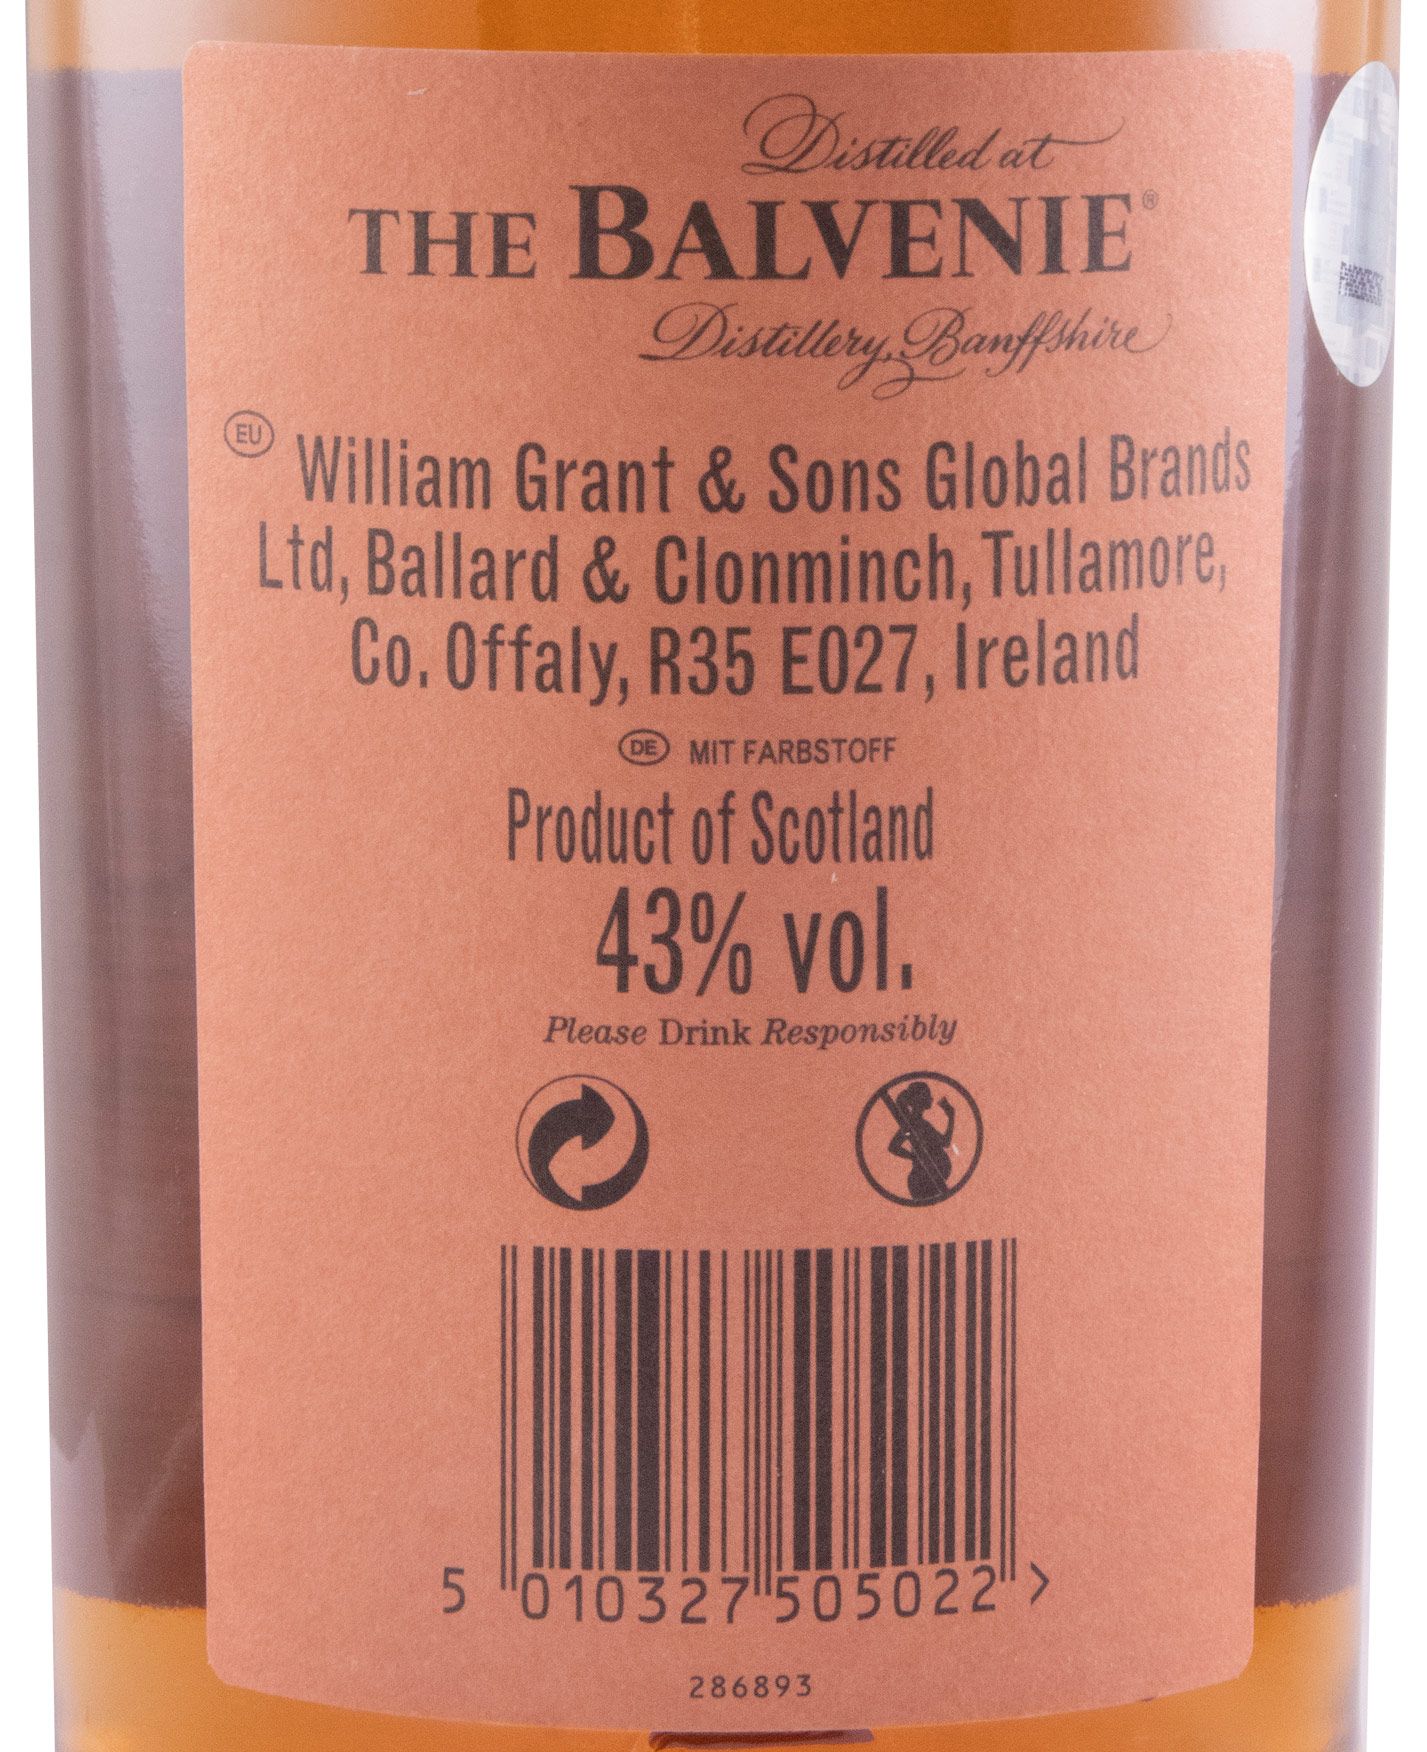 Distilled at
THE BALVENIE®
Distillery, Banffshire
EU William Grant & Sons Global Brands
Ltd, Ballard & Clonminch, Tullamore,
Co. Offaly, R35 E027, Ireland
DE MIT FARBSTOFF
Product of Scotland
43% vol.
Please Drink Responsibly
5 010327 505022 >
286893